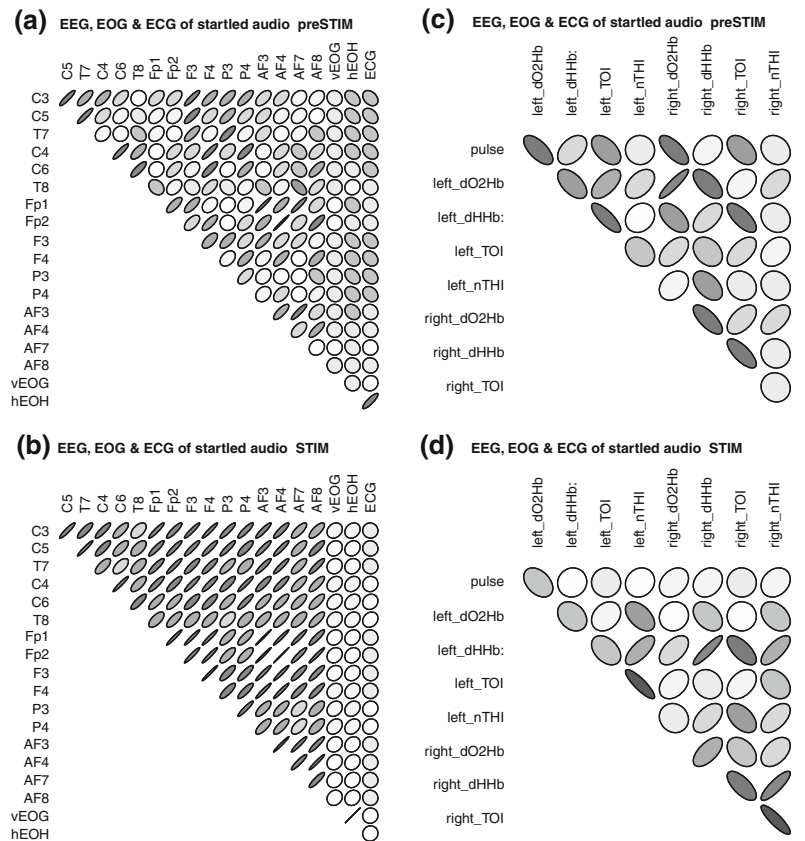 (a) EEG, EOG & ECG of startled audio preSTIM
C5 T7 C4 C6 T8 Fp1 Fp2 F3 F4 P3 P4 AF3 AF4 AF7 AF8 vEOG hEOH ECG
C3
C5
T7
C4
C6
T8
Fp1
Fp2
F3
F4
P3
P4
AF3
AF4
AF7
AF8
vEOG
hEOH
(b) EEG, EOG & ECG of startled audio STIM
C5 T7 C4 C6 T8 Fp1 Fp2 F3 F4 P3 P4 AF3 AF4 AF7 AF8 vEOG hEOH ECG
C3
C5
T7
C4
C6
T8
Fp1
Fp2
F3
F4
P3
P4
AF3
AF4
AF7
AF8
vEOG
hEOH
(c) EEG, EOG & ECG of startled audio preSTIM
left_dO2Hb left_dHHb: left_TOI left_nTHI right_dO2Hb right_dHHb right_TOI right_nTHI
pulse
left_dO2Hb
left_dHHb:
left_TOI
left_nTHI
right_dO2Hb
right_dHHb
right_TOI
(d) EEG, EOG & ECG of startled audio STIM
left_dO2Hb left_dHHb: left_TOI left_nTHI right_dO2Hb right_dHHb right_TOI right_nTHI
pulse
left_dO2Hb
left_dHHb:
left_TOI
left_nTHI
right_dO2Hb
right_dHHb
right_TOI